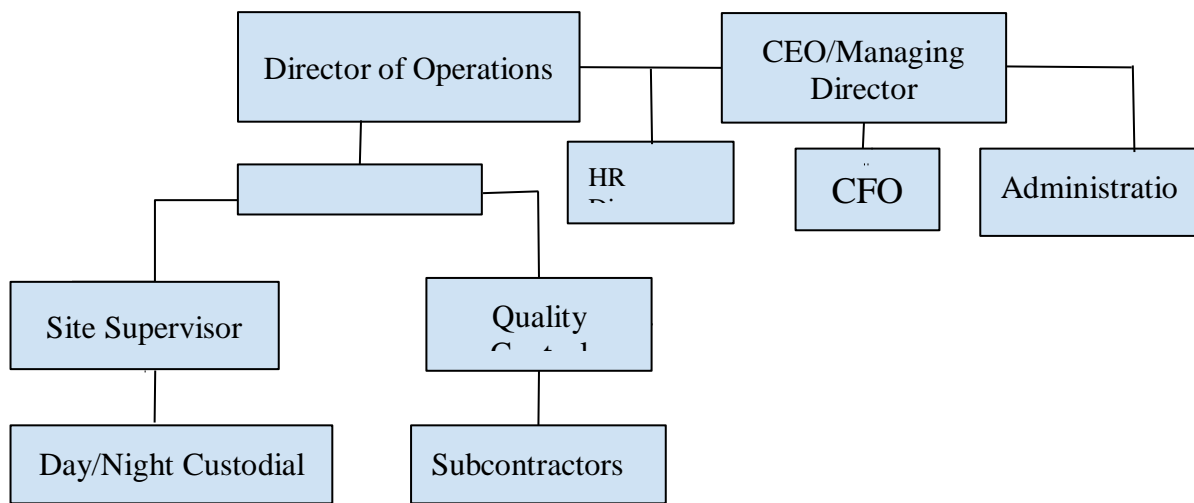 Director of Operations
CEO/Managing
Director
HR
CFO
Administratio
Site Supervisor
Quality
Day/Night Custodial
Subcontractors